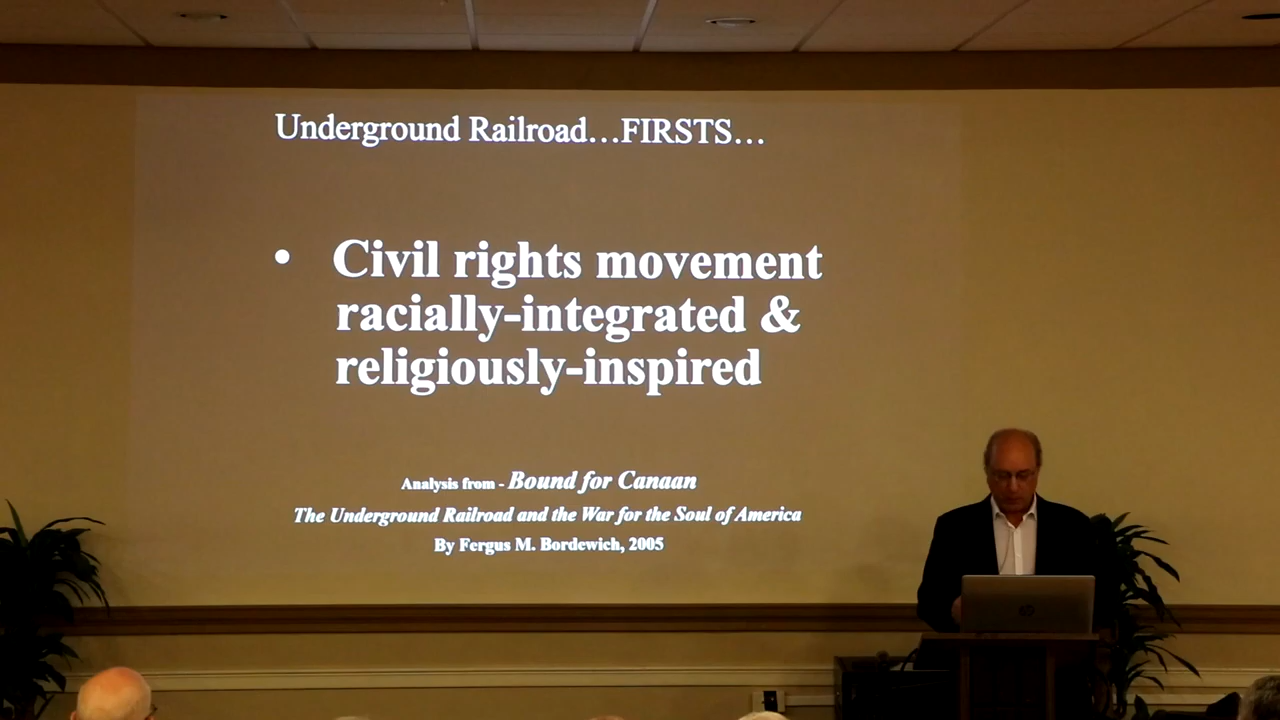 Underground Railroad…FIRSTS…
• Civil rights movement
racially-integrated &
religiously-inspired
Analysis from - Bound for Canaan
The Underground Railroad and the War for the Soul of America
By Fergus M. Bordewich, 2005
hp